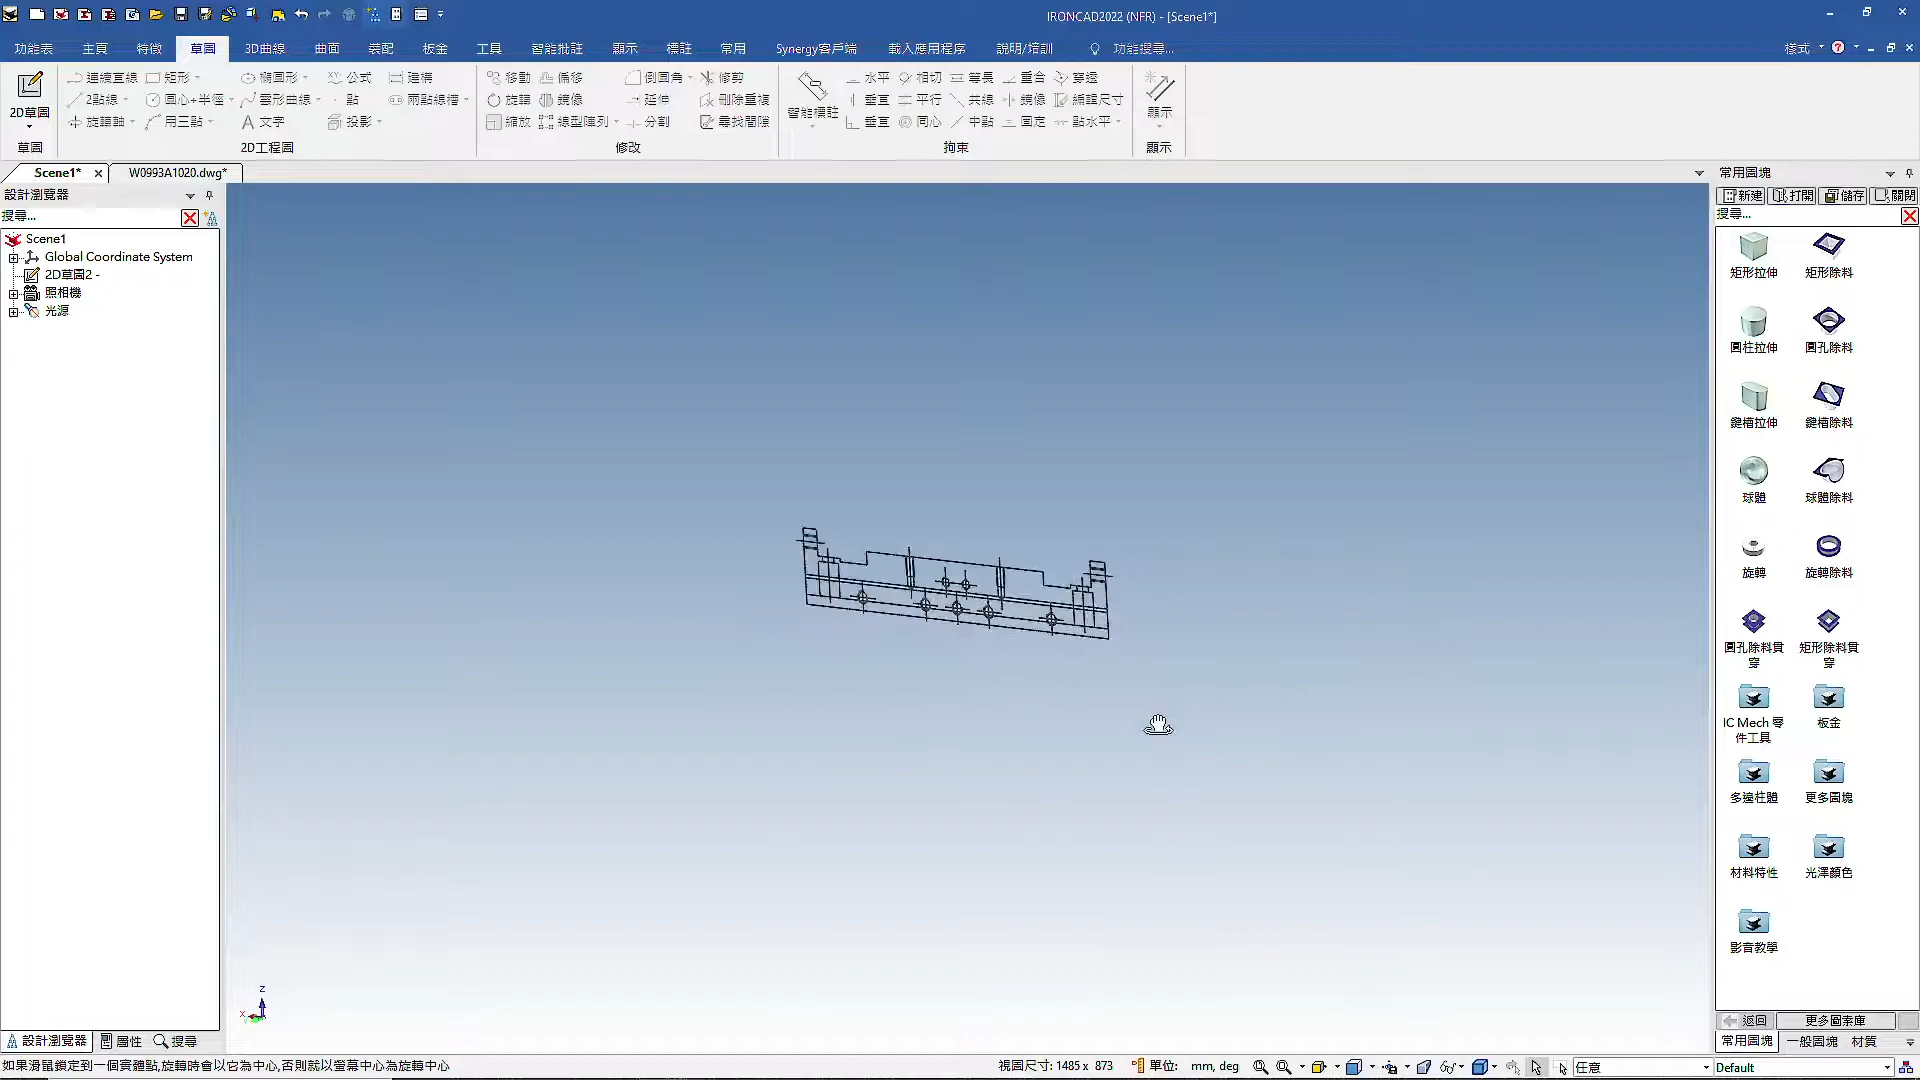 IRONCAD2022 (NFR) - [Scene1*]
功能表 主頁 特徵 草圖 3D曲線 曲面 裝配 鈑金 工具 智能批註 顯示 標註 常用 Synergy客戶端 載入應用程序 說明/培訓 功能搜尋... 樣式
連續直線 矩形 橢圓形 公式 建構 移動 偏移 倒圓角 修剪 水平 相切 等長 重合 穿過
2D草圖 2點線 圓心+半徑 雲形曲線 點 兩點線槽 旋轉 鏡像 延伸 刪除重複 智能標註 垂直 平行 共線 鏡像 編輯尺寸 顯示
旋轉軸 用三點 文字 投影 縮放 線型陣列 分割 尋找間隙 垂直 同心 中點 固定 點水平
草圖 2D工程圖 修改 拘束 顯示
Scene1* W0993A1020.dwg* 常用圖塊
設計瀏覽器 新建 打開 儲存 關閉
搜尋... 搜尋...
Scene1
Global Coordinate System
2D草圖2 -
照相機
光源
矩形拉伸 矩形除料
圓柱拉伸 圓孔除料
鍵槽拉伸 鍵槽除料
球體 球體除料
旋轉 旋轉除料
圓孔除料貫穿 矩形除料貫穿
IC Mech 零件工具 板金
多邊柱體 更多圖塊
材料特性 光澤顏色
影音教學
Z
X
返回 更多圖素庫
設計瀏覽器 屬性 搜尋 常用圖塊 一般圖塊 材質
如果滑鼠鎖定到一個實體點,旋轉時會以它為中心,否則就以螢幕中心為旋轉中心 視圖尺寸: 1485 x 873 單位: mm, deg 任意 Default